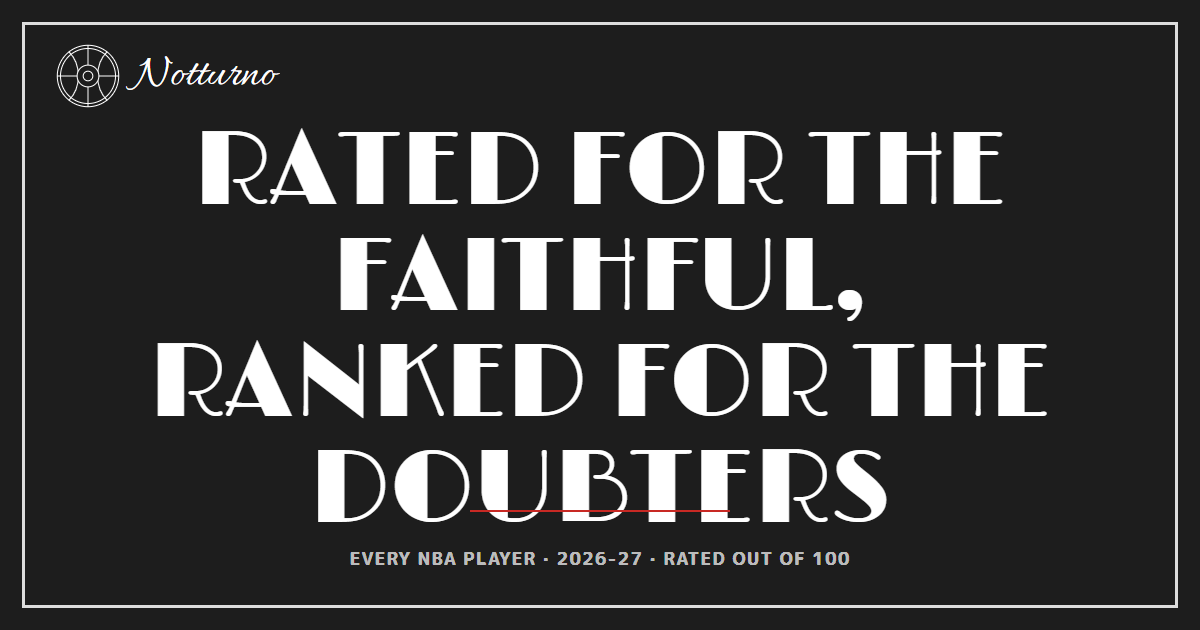 Notturno
RATED FOR THE
FAITHFUL,
RANKED FOR THE
DOUBTERS
EVERY NBA PLAYER · 2026-27 · RATED OUT OF 100